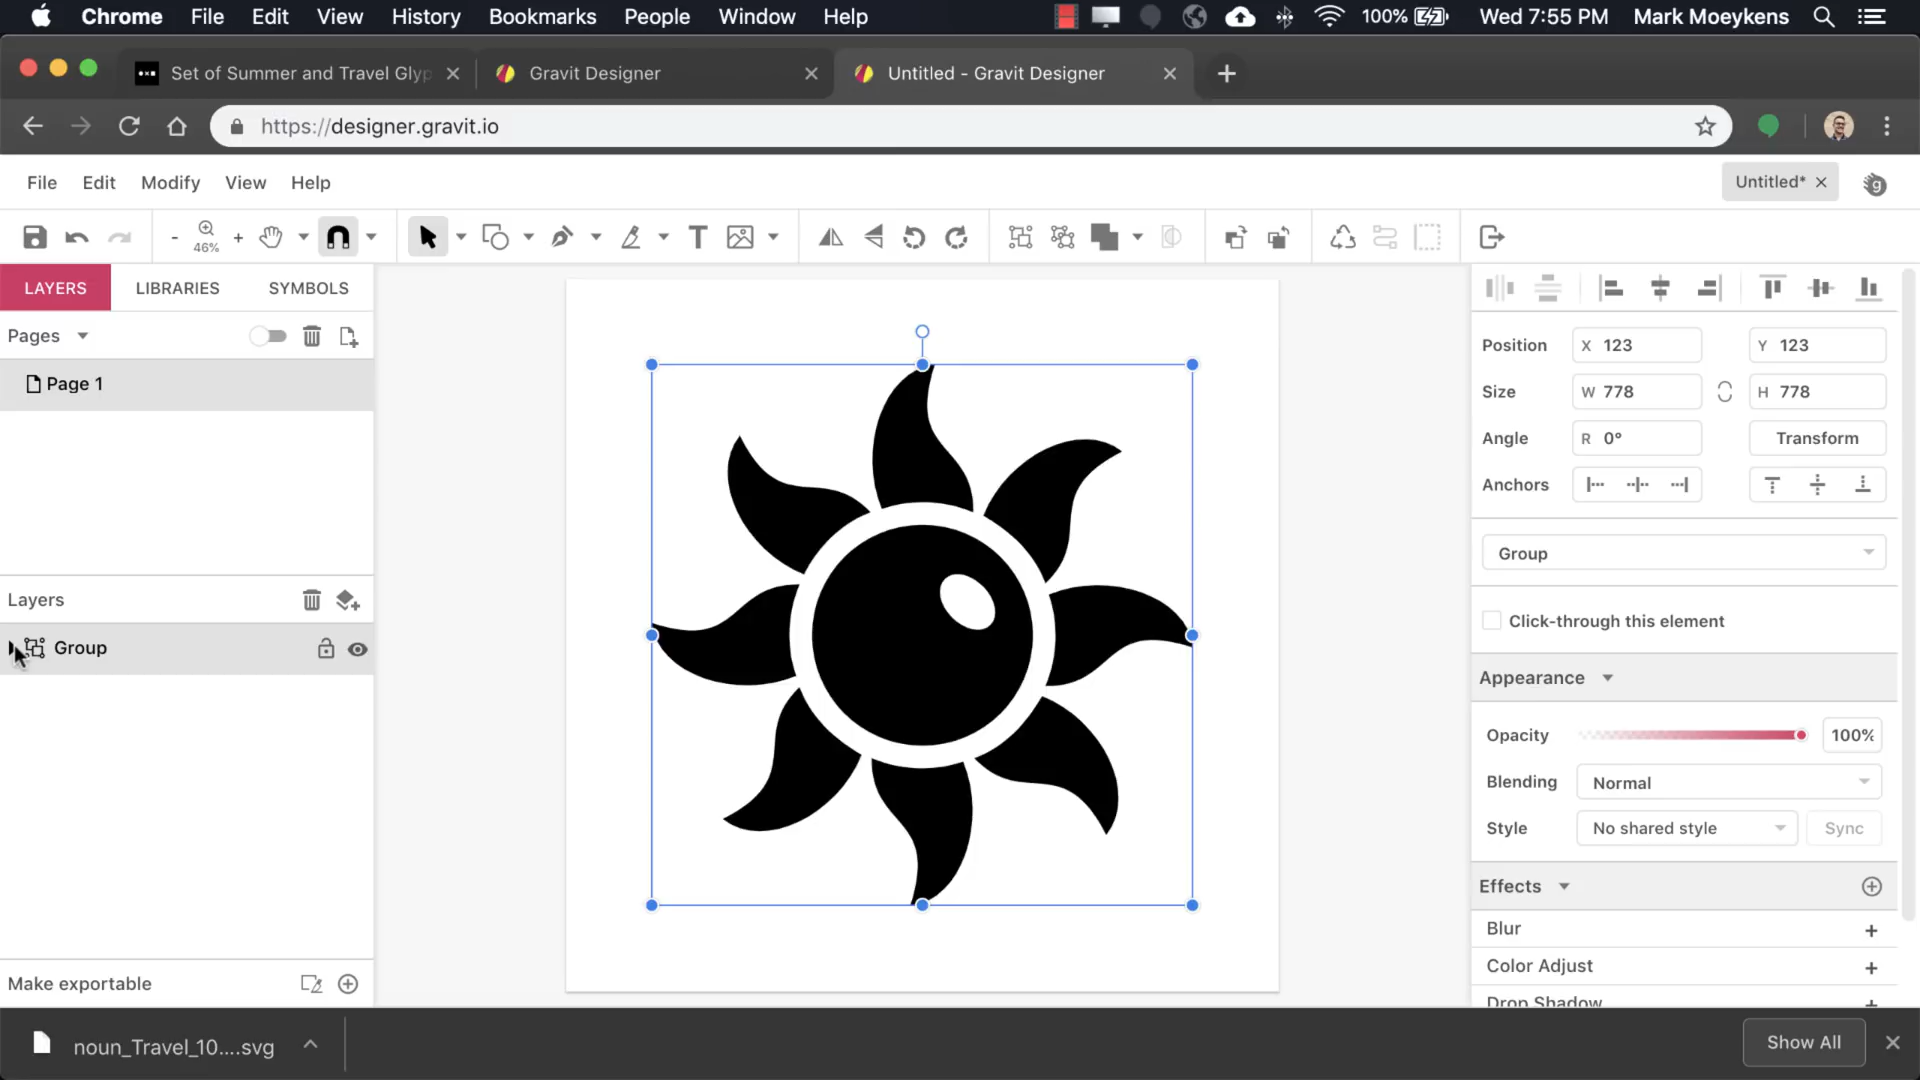 Chrome File Edit View History Bookmarks People Window Help 100% Wed 7:55 PM Mark Moeykens
Set of Summer and Travel Glyp Gravit Designer Untitled - Gravit Designer
https://designer.gravit.io
File Edit Modify View Help Untitled*
- 46% +
LAYERS LIBRARIES SYMBOLS
Pages
Page 1
Layers
Group
Make exportable
Position X 123 Y 123
Size W 778 H 778
Angle R 0° Transform
Anchors
Group
Click-through this element
Appearance
Opacity 100%
Blending Normal
Style No shared style Sync
Effects
Blur +
Color Adjust +
Drop Shadow +
noun_Travel_10....svg Show All